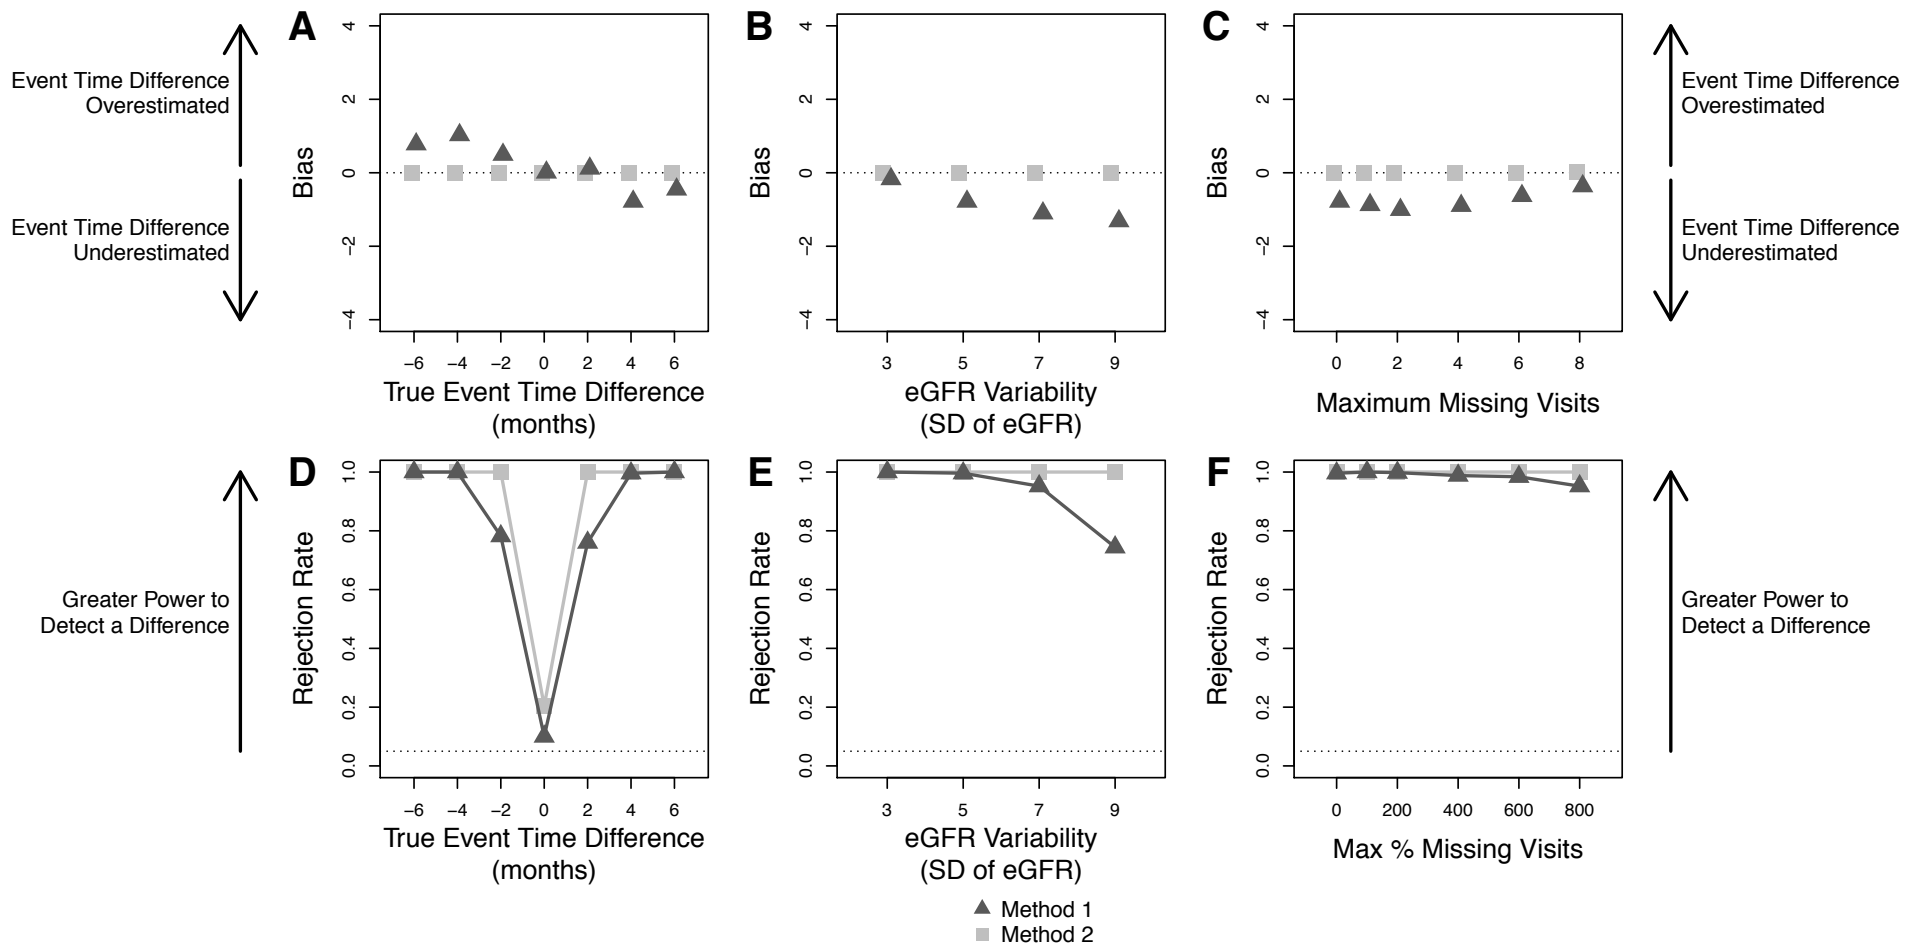 A
B
C
Event Time Difference
Overestimated
Event Time Difference
Underestimated
Bias
4
2
0
−2
−4
−6
−4
−2
0
2
4
6
True Event Time Difference
(months)
Bias
4
2
0
−2
−4
3
5
7
9
eGFR Variability
(SD of eGFR)
Bias
4
2
0
−2
−4
0
2
4
6
8
Maximum Missing Visits
Event Time Difference
Overestimated
Event Time Difference
Underestimated
D
E
F
Greater Power to
Detect a Difference
Rejection Rate
1.0
0.8
0.6
0.4
0.2
0.0
−6
−4
−2
0
2
4
6
True Event Time Difference
(months)
Rejection Rate
1.0
0.8
0.6
0.4
0.2
0.0
3
5
7
9
eGFR Variability
(SD of eGFR)
Rejection Rate
1.0
0.8
0.6
0.4
0.2
0.0
0
200
400
600
800
Max % Missing Visits
Greater Power to
Detect a Difference
Method 1
Method 2